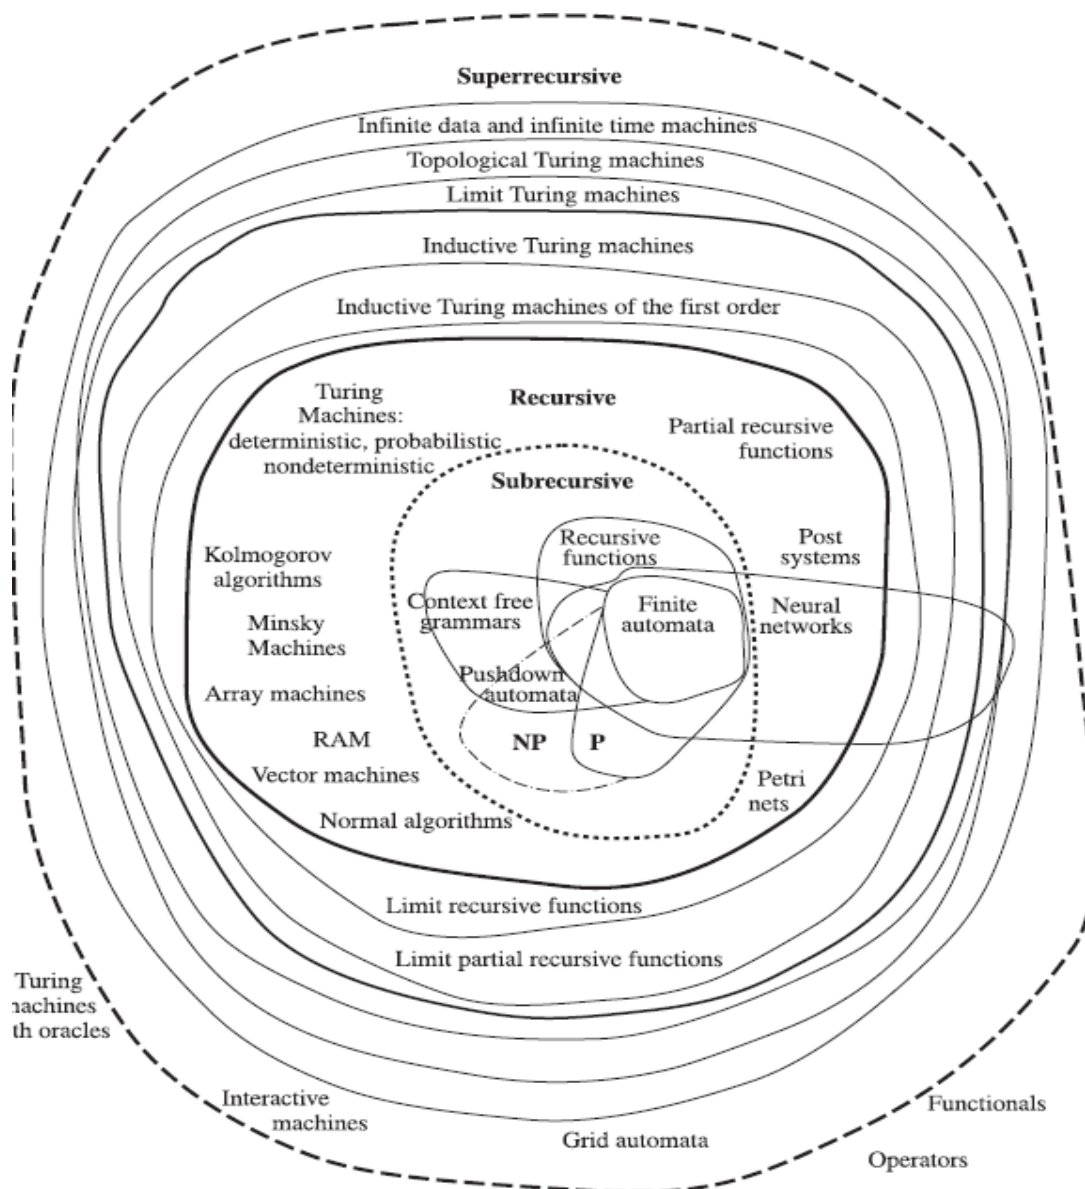 Superrecursive
Infinite data and infinite time machines
Topological Turing machines
Limit Turing machines
Inductive Turing machines
Inductive Turing machines of the first order
Turing
Machines:
deterministic, probabilistic
nondeterministic
Recursive
Partial recursive
functions
Subrecursive
Recursive
functions
Post
systems
Kolmogorov
algorithms
Context free
grammars
Finite
automata
Neural
networks
Minsky
Machines
Pushdown
automata
Array machines
RAM
NP
P
Vector machines
Petri
nets
Normal algorithms
Limit recursive functions
Limit partial recursive functions
Turing
achines
th oracles
Interactive
machines
Grid automata
Functionals
Operators